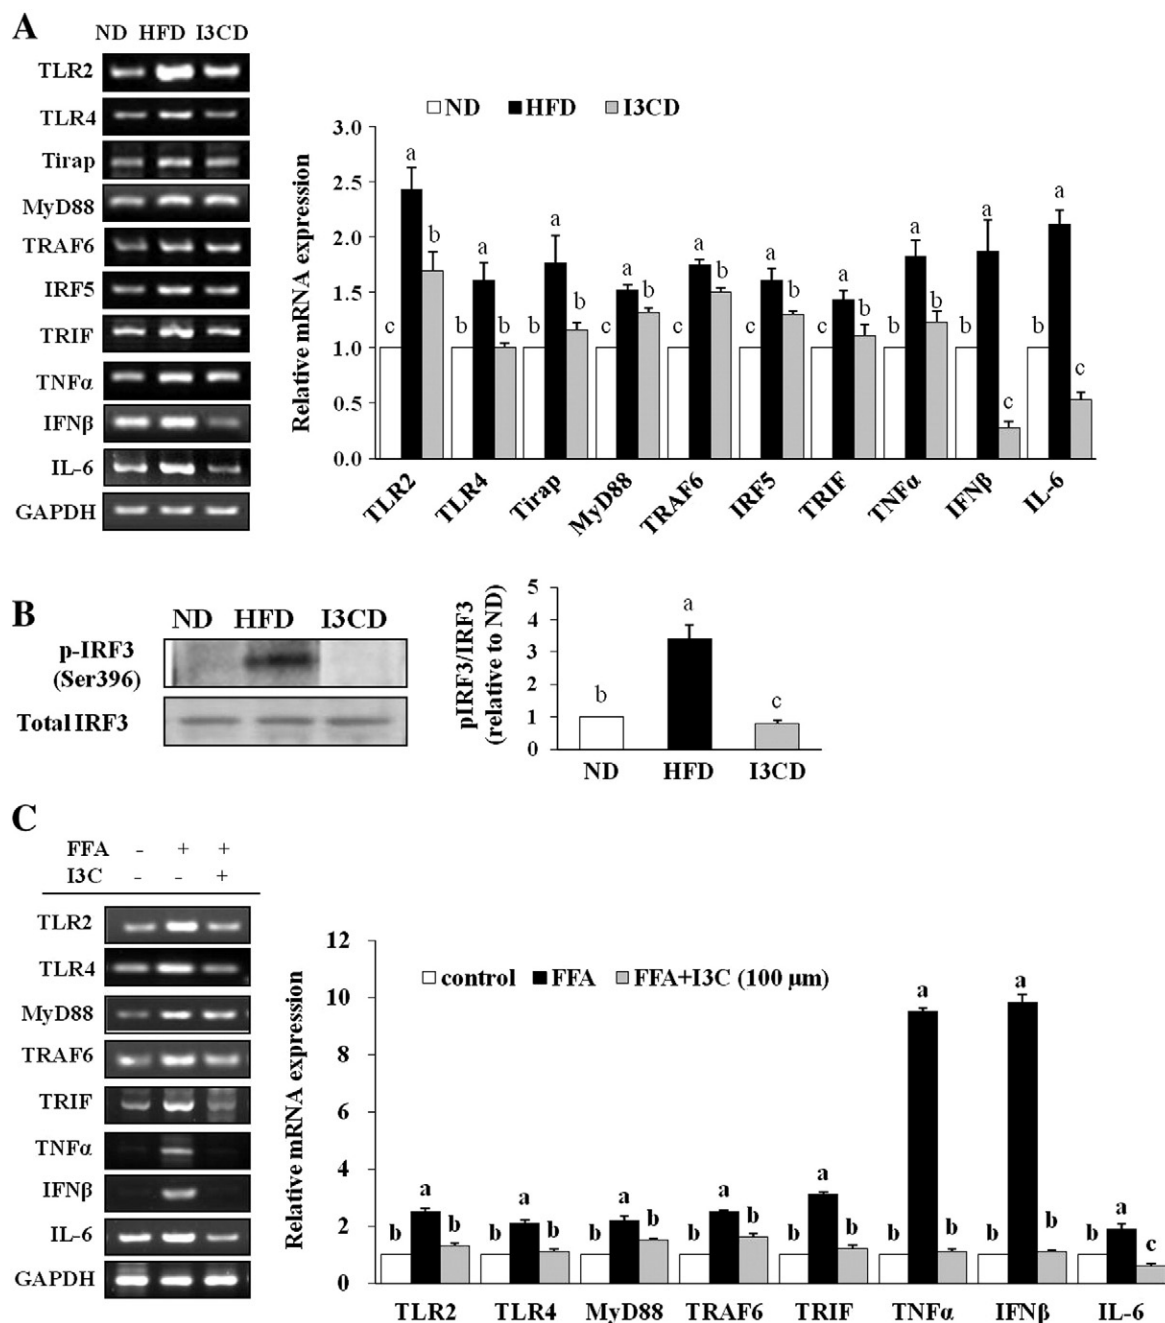 A
ND HFD I3CD
TLR2
TLR4
Tirap
MyD88
TRAF6
IRF5
TRIF
TNFα
IFNβ
IL-6
GAPDH
ND HFD I3CD
Relative mRNA expression
3.0
2.5
2.0
1.5
1.0
0.5
0.0
c a b
b a b
b a b
c a b
c a b
c a b
c a b
b a b
b a c
b a c
TLR2 TLR4 Tirap MyD88 TRAF6 IRF5 TRIF TNFα IFNβ IL-6
B
ND HFD I3CD
p-IRF3
(Ser396)
Total IRF3
pIRF3/IRF3
(relative to ND)
5
4
3
2
1
0
b a c
ND HFD I3CD
C
FFA - + +
I3C - - +
TLR2
TLR4
MyD88
TRAF6
TRIF
TNFα
IFNβ
IL-6
GAPDH
control FFA FFA+I3C (100 μm)
Relative mRNA expression
12
10
8
6
4
2
0
b a b
b a b
b a b
b a b
b a b
b a b
b a b
b a c
TLR2 TLR4 MyD88 TRAF6 TRIF TNFα IFNβ IL-6